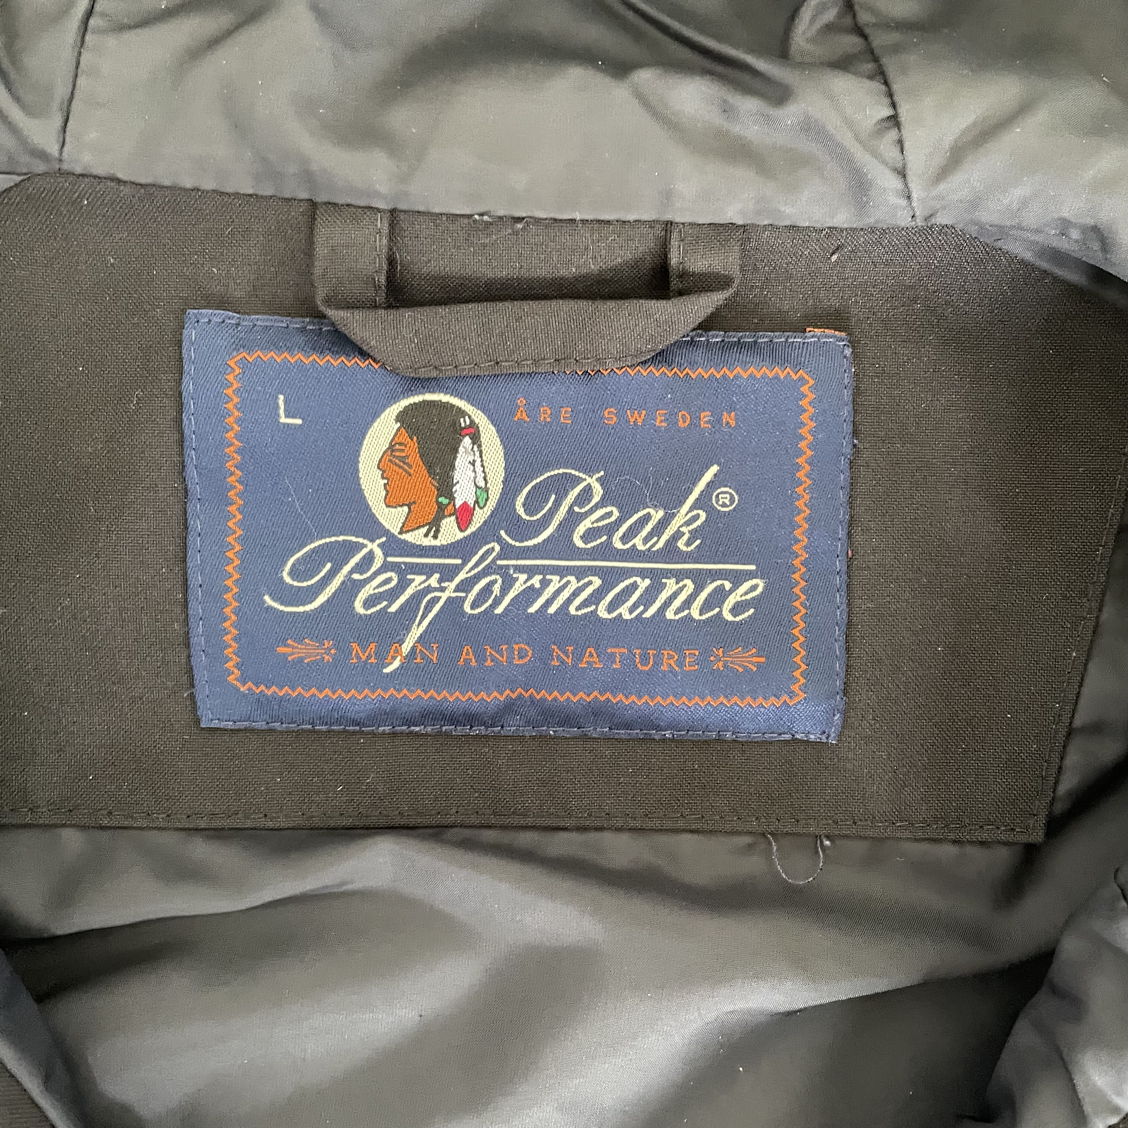 L
ÅRE SWEDEN
Peak®
Performance
MAN AND NATURE